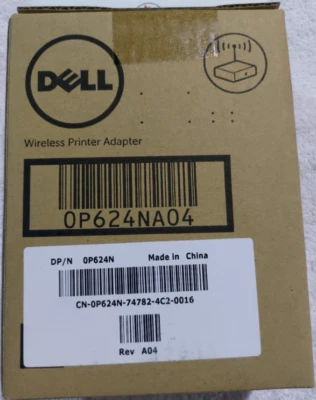 DELL
Wireless Printer Adapter
0P624NA04
DP/N 0P624N Made in China
CN-0P624N-74782-4C2-0016
Rev A04